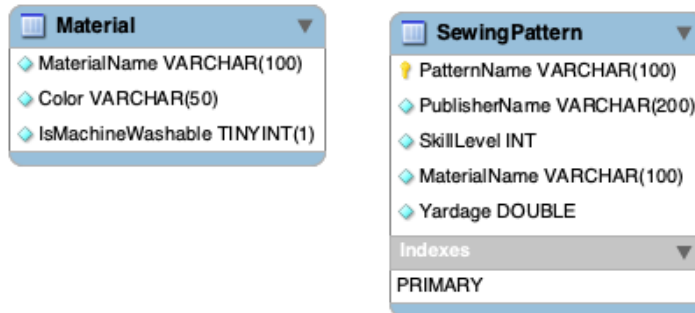 Material
MaterialName VARCHAR(100)
Color VARCHAR(50)
IsMachineWashable TINYINT(1)
SewingPattern
PatternName VARCHAR(100)
PublisherName VARCHAR(200)
SkillLevel INT
MaterialName VARCHAR(100)
Yardage DOUBLE
Indexes
PRIMARY